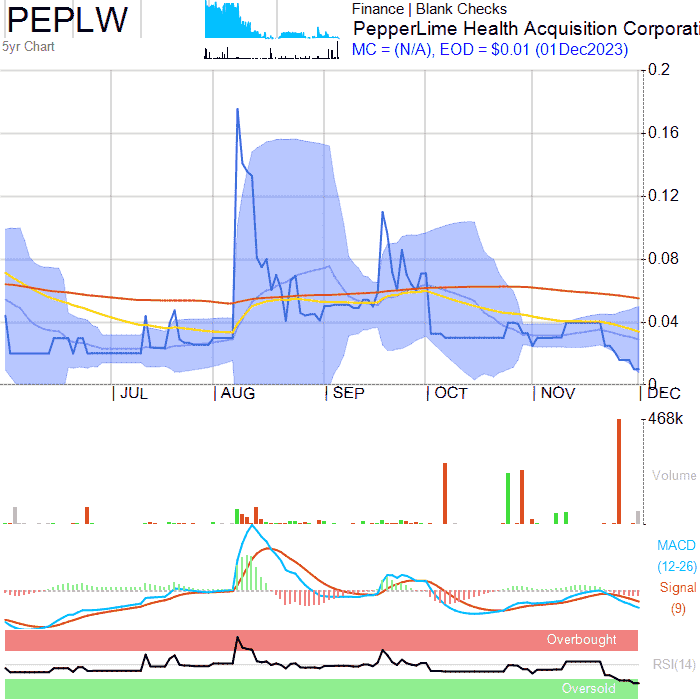 PEPLW
5yr Chart
Finance | Blank Checks
PepperLime Health Acquisition Corporati
MC = (N/A), EOD = $0.01 (01Dec2023)
0.2
0.16
0.12
0.08
0.04
0
JUL AUG SEP OCT NOV DEC
468k
Volume
MACD
(12-26)
Signal
(9)
Overbought
RSI(14)
Oversold